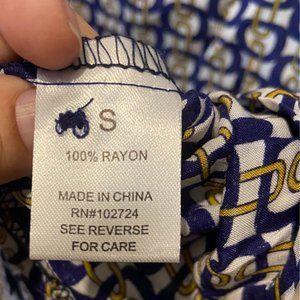 S
100% RAYON
MADE IN CHINA
RN#102724
SEE REVERSE
FOR CARE